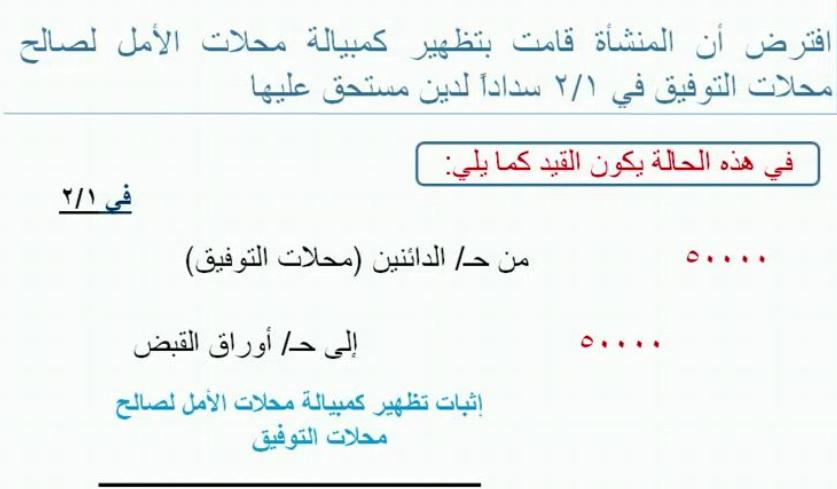 افترض أن المنشأة قامت بتظهير كمبيالة محلات الأمل لصالح
محلات التوفيق في ٢/١ سداداً لدين مستحق عليها
في هذه الحالة يكون القيد كما يلي:
في ٢/١
٥٠٠٠٠ من حـ/ الدائنين (محلات التوفيق)
٥٠٠٠٠ إلى حـ/ أوراق القبض
إثبات تظهير كمبيالة محلات الأمل لصالح
محلات التوفيق